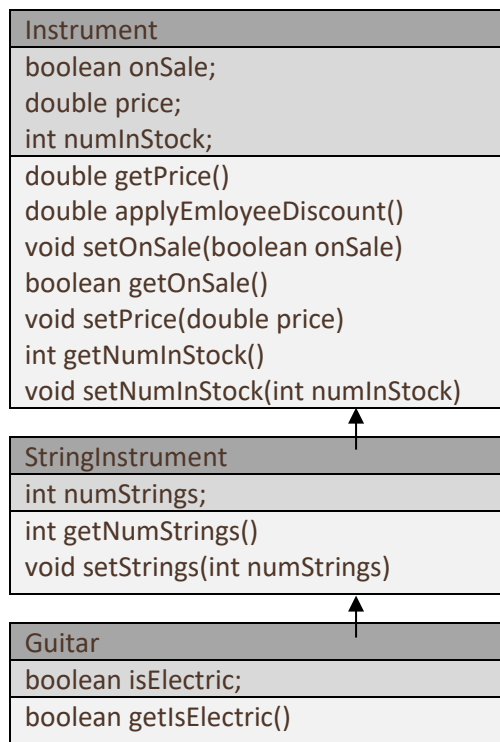 Instrument
boolean onSale;
double price;
int numInStock;
double getPrice()
double applyEmloyeeDiscount()
void setOnSale(boolean onSale)
boolean getOnSale()
void setPrice(double price)
int getNumInStock()
void setNumInStock(int numInStock)
StringInstrument
int numStrings;
int getNumStrings()
void setStrings(int numStrings)
Guitar
boolean isElectric;
boolean getIsElectric()